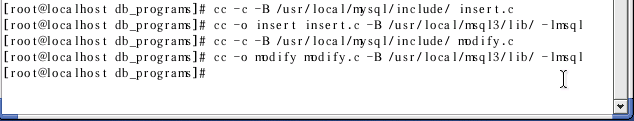 [root@localhost db_programs]# cc -c -B /usr/local/mysql/include/ insert.c
[root@localhost db_programs]# cc -o insert insert.c -B /usr/local/msql3/lib/ -lmsql
[root@localhost db_programs]# cc -c -B /usr/local/mysql/include/ modify.c
[root@localhost db_programs]# cc -o modify modify.c -B /usr/local/msql3/lib/ -lmsql
[root@localhost db_programs]#